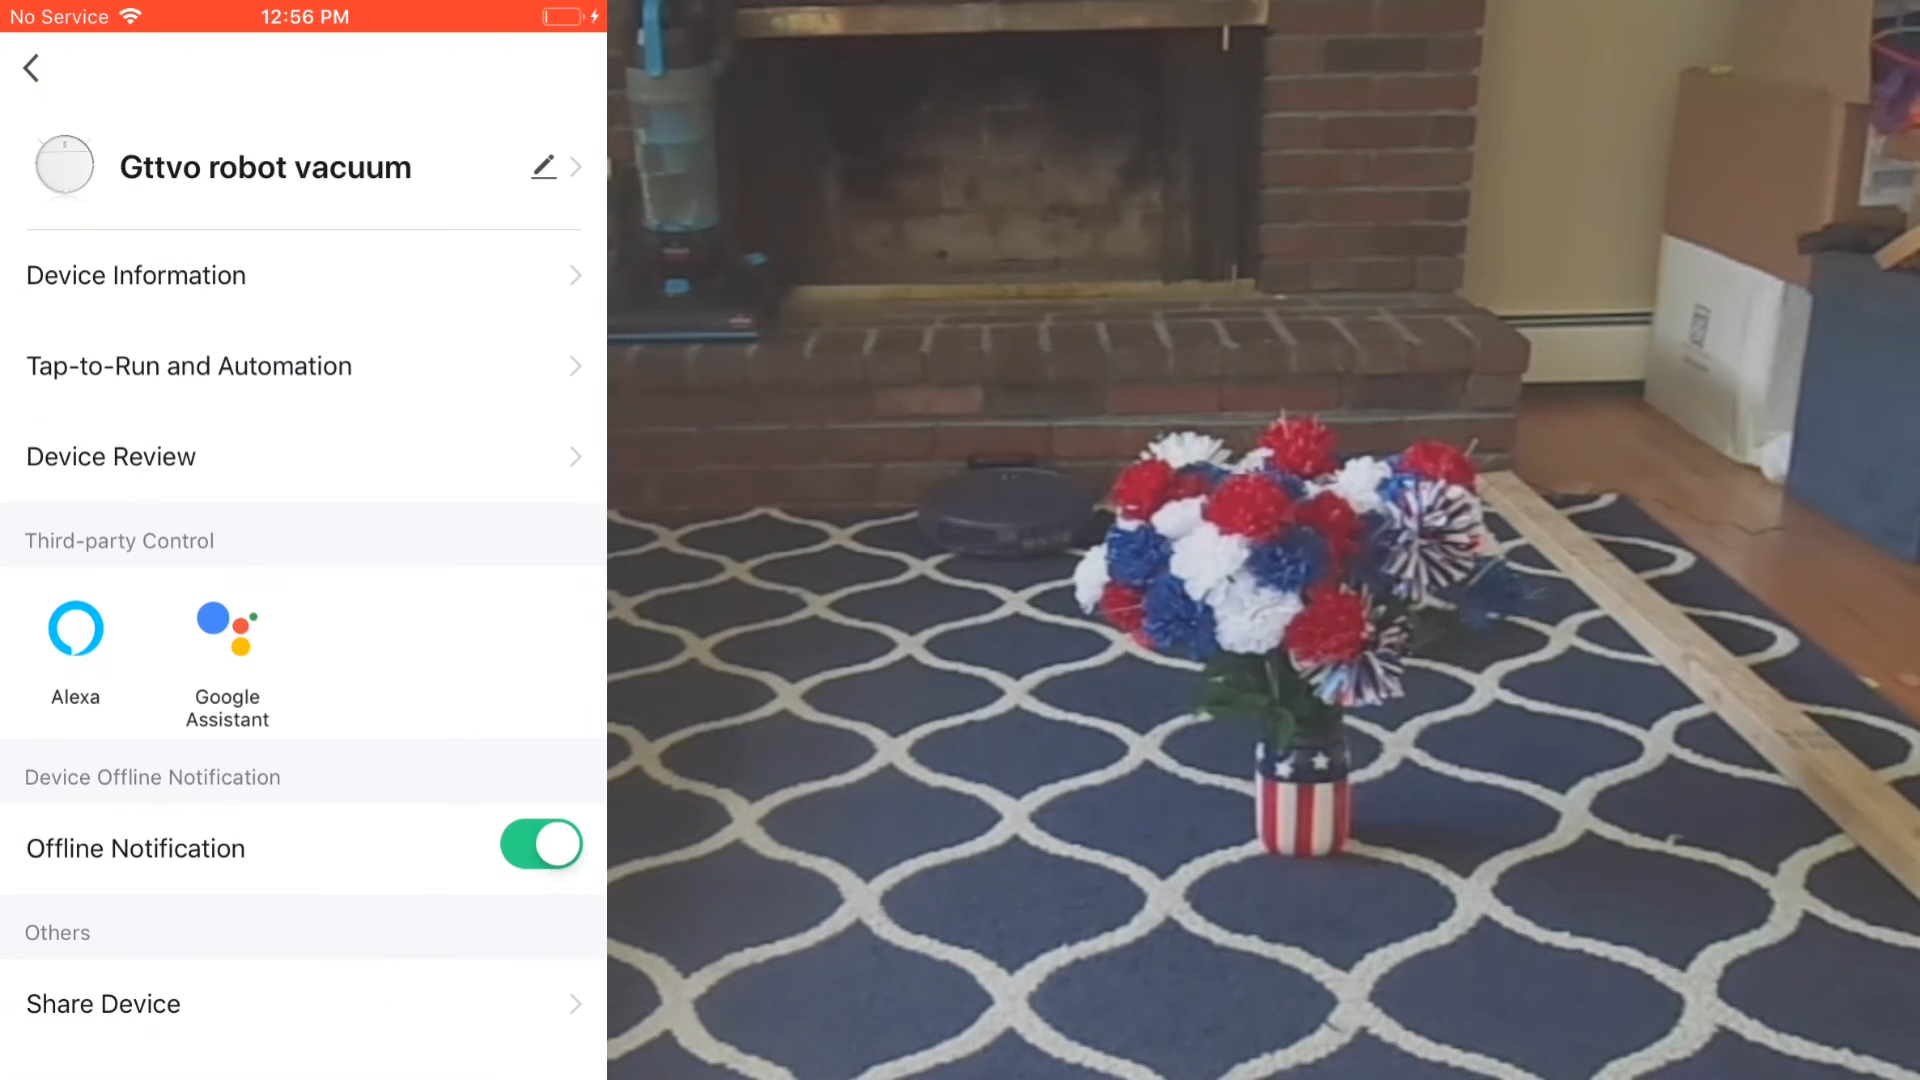 No Service 12:56 PM
Gttvo robot vacuum
Device Information
Tap-to-Run and Automation
Device Review
Third-party Control
Alexa
Google
Assistant
Device Offline Notification
Offline Notification
Others
Share Device